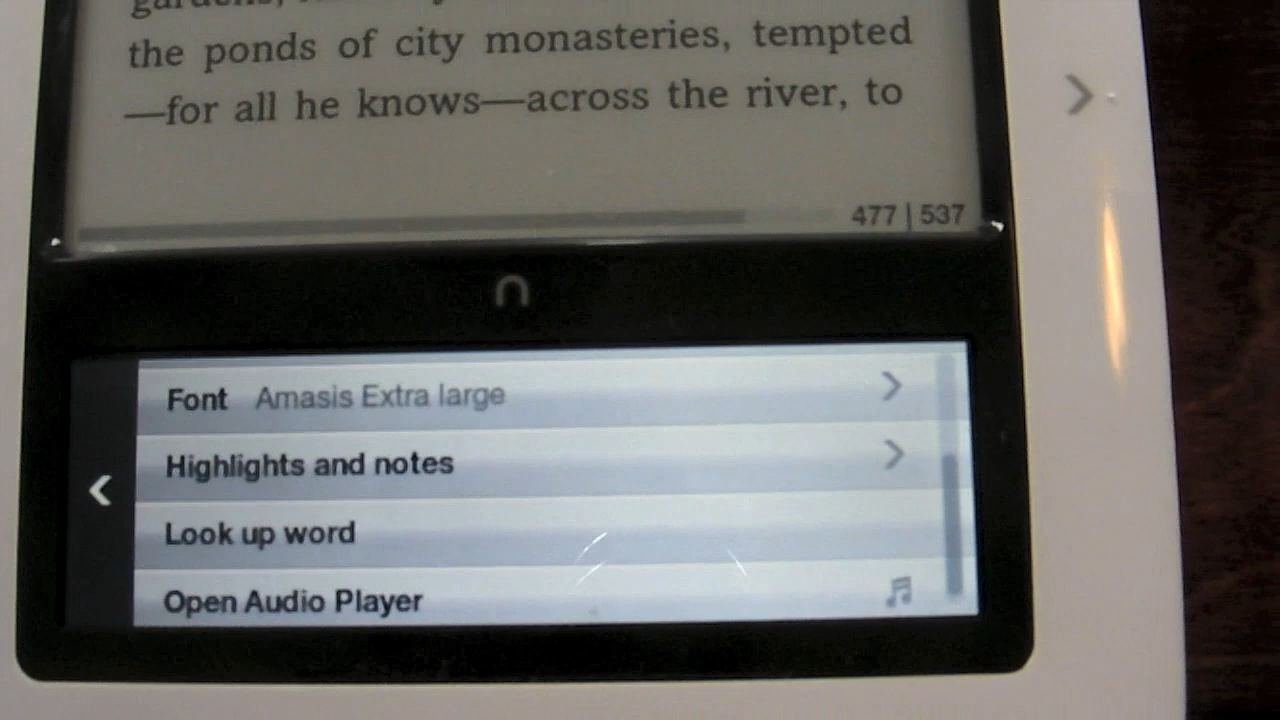 gardens,
the ponds of city monasteries, tempted
—for all he knows—across the river, to
477 | 537
n
Font Amasis Extra large
Highlights and notes
Look up word
Open Audio Player